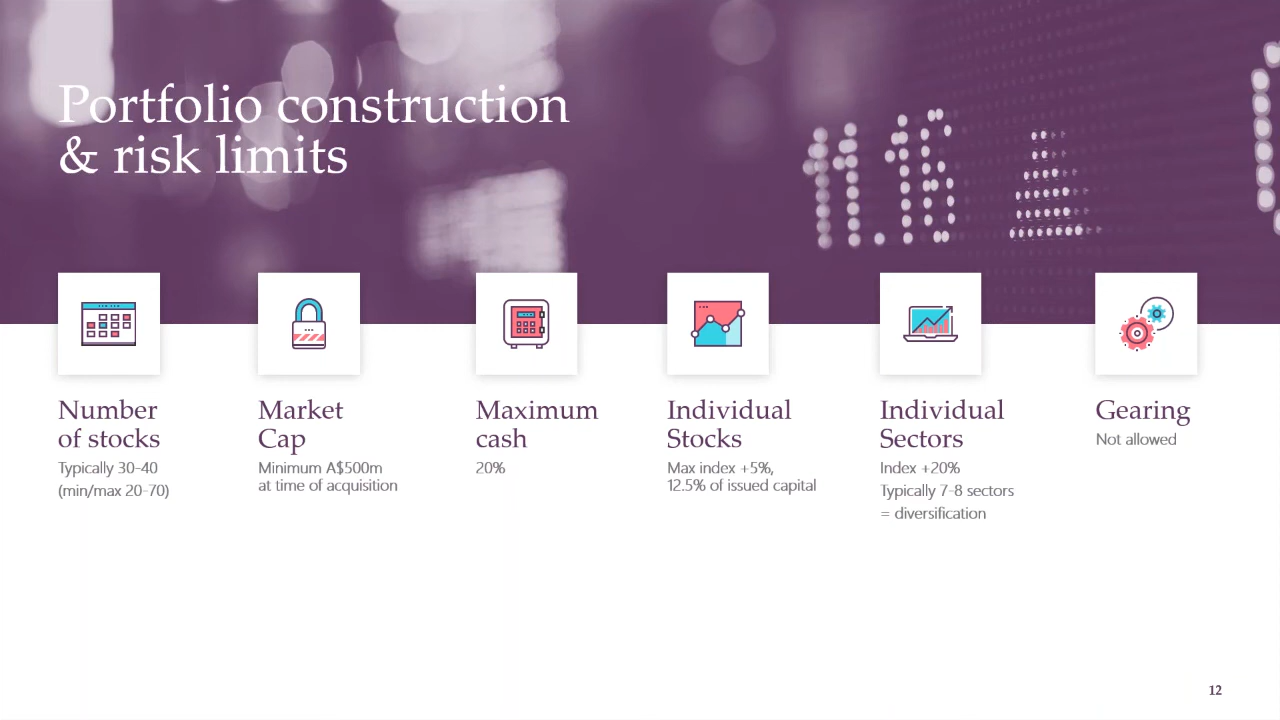 Portfolio construction
& risk limits
11.18
Number
of stocks
Typically 30-40
(min/max 20-70)
Market
Cap
Minimum A$500m
at time of acquisition
Maximum
cash
20%
Individual
Stocks
Max index +5%,
12.5% of issued capital
Individual
Sectors
Index +20%
Typically 7-8 sectors
= diversification
Gearing
Not allowed
12